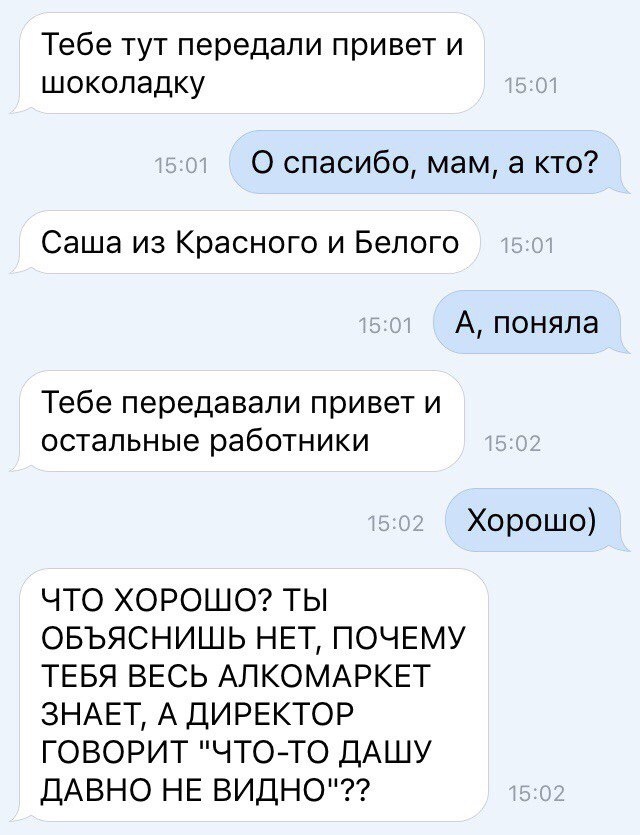 Тебе тут передали привет и
шоколадку
15:01
15:01
О спасибо, мам, а кто?
Саша из Красного и Белого
15:01
15:01
А, поняла
Тебе передавали привет и
остальные работники
15:02
15:02
Хорошо)
ЧТО ХОРОШО? ТЫ
ОБЪЯСНИШЬ НЕТ, ПОЧЕМУ
ТЕБЯ ВЕСЬ АЛКОМАРКЕТ
ЗНАЕТ, А ДИРЕКТОР
ГОВОРИТ "ЧТО-ТО ДАШУ
ДАВНО НЕ ВИДНО"??
15:02